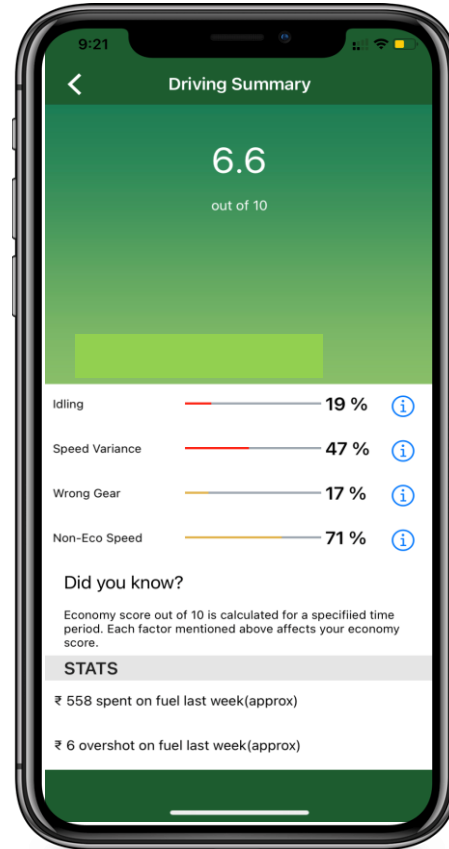 9:21
Driving Summary
6.6
out of 10
Idling 19 %
Speed Variance 47 %
Wrong Gear 17 %
Non-Eco Speed 71 %
Did you know?
Economy score out of 10 is calculated for a specifiied time
period. Each factor mentioned above affects your economy
score.
STATS
₹ 558 spent on fuel last week(approx)
₹ 6 overshot on fuel last week(approx)